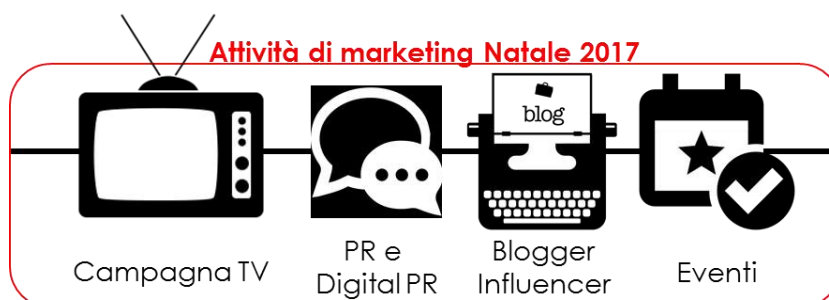 Attività di marketing Natale 2017
blog
Campagna TV
PR e
Digital PR
Blogger
Influencer
Eventi